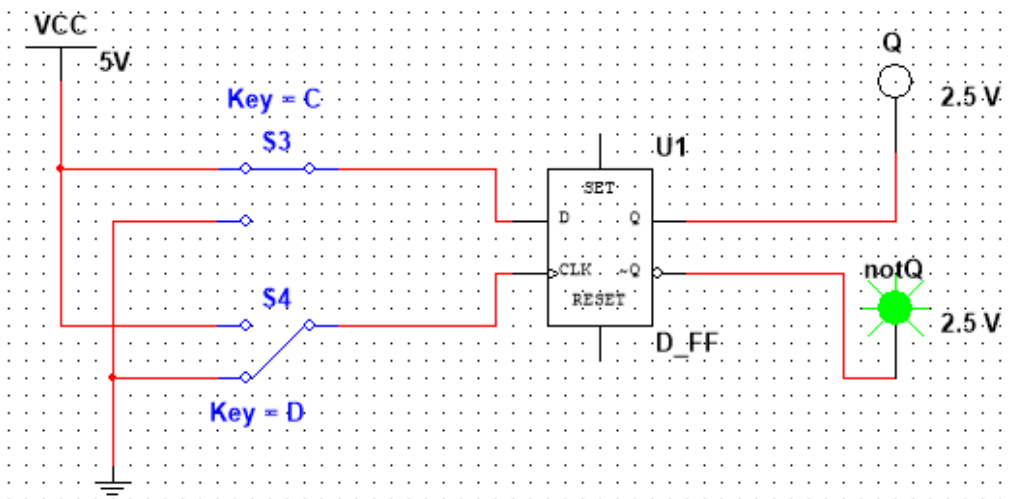 VCC
5V
Key = C
S3
U1
SET
D
Q
CLK
~Q
RESET
D_FF
S4
Key = D
Q
2.5 V
notQ
2.5 V